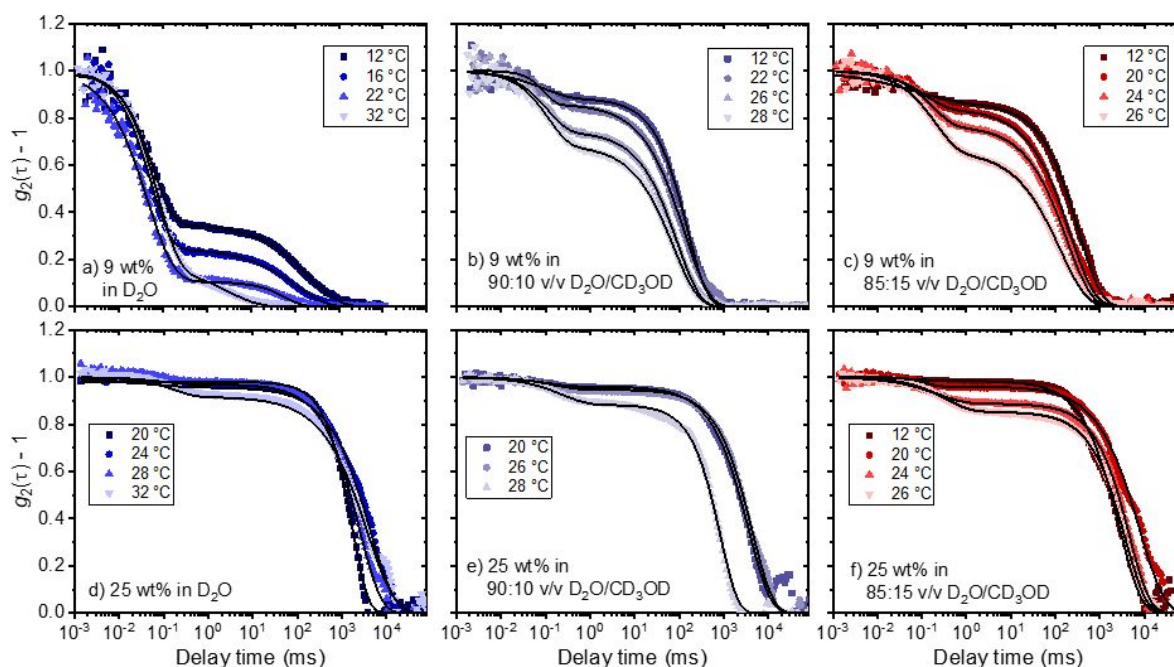 g₂(τ) - 1
1.2
1.0
0.8
0.6
0.4
0.2
0.0
12 °C
16 °C
22 °C
32 °C
a) 9 wt%
in D₂O
12 °C
22 °C
26 °C
28 °C
b) 9 wt% in
90:10 v/v D₂O/CD₃OD
12 °C
20 °C
24 °C
26 °C
c) 9 wt% in
85:15 v/v D₂O/CD₃OD
g₂(τ) - 1
1.2
1.0
0.8
0.6
0.4
0.2
0.0
20 °C
24 °C
28 °C
32 °C
d) 25 wt% in D₂O
20 °C
26 °C
28 °C
e) 25 wt% in
90:10 v/v D₂O/CD₃OD
12 °C
20 °C
24 °C
26 °C
f) 25 wt% in
85:15 v/v D₂O/CD₃OD
10⁻³ 10⁻² 10⁻¹ 10⁰ 10¹ 10² 10³ 10⁴
10⁻³ 10⁻² 10⁻¹ 10⁰ 10¹ 10² 10³ 10⁴
10⁻³ 10⁻² 10⁻¹ 10⁰ 10¹ 10² 10³ 10⁴
Delay time (ms)
Delay time (ms)
Delay time (ms)